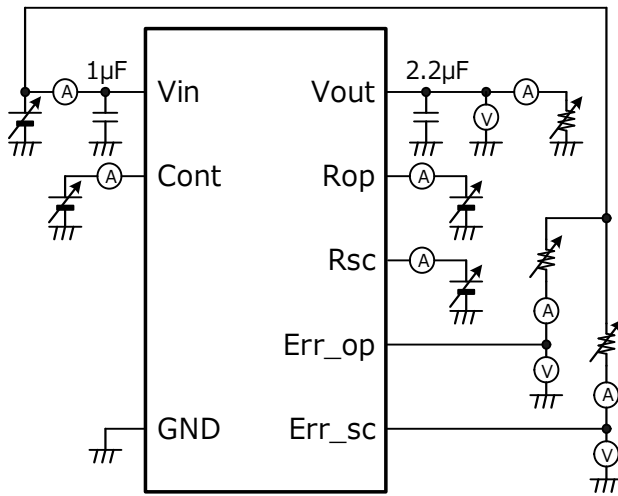 1μF
2.2μF
A
Vin
Vout
A
V
A
Cont
Rop
A
Rsc
A
A
Err_op
V
A
GND
Err_sc
V